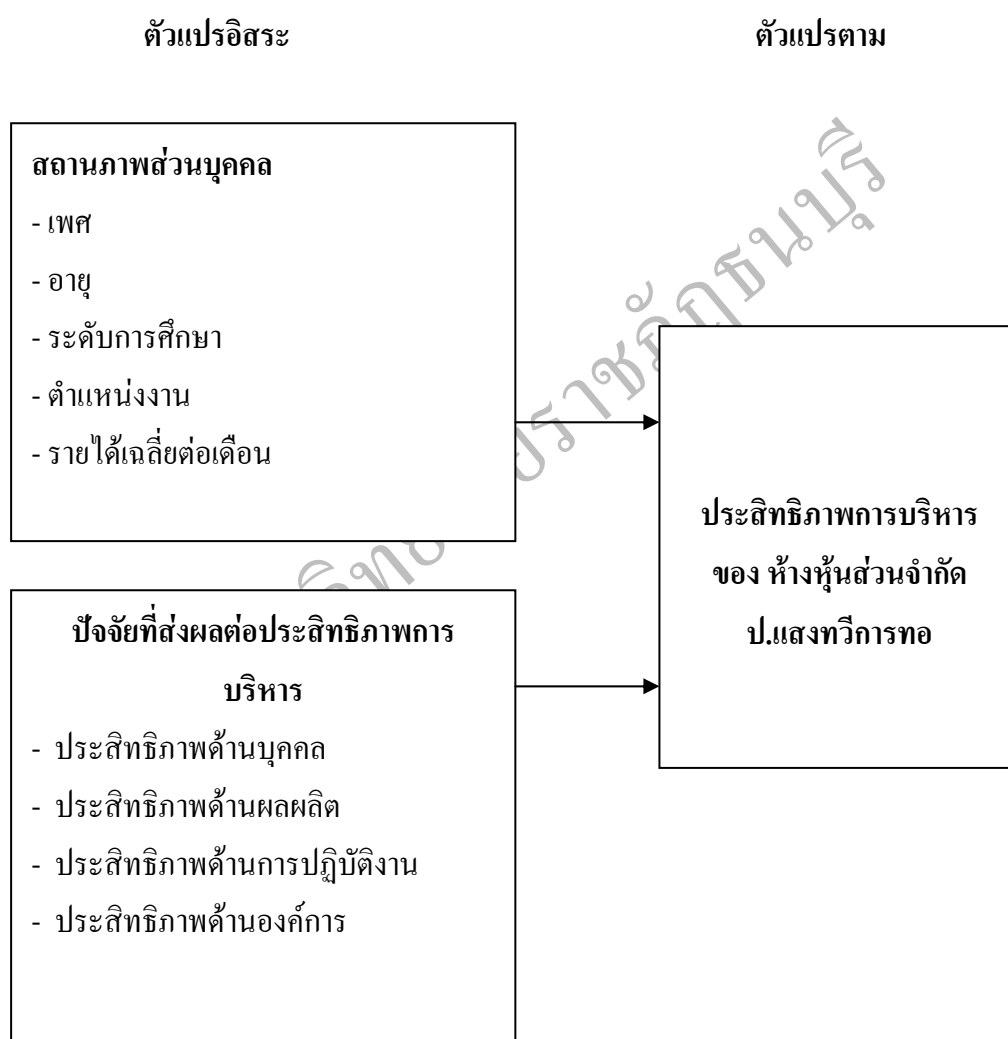 ตัวแปรอิสระ
ตัวแปรตาม
สถานภาพส่วนบุคคล
- เพศ
- อายุ
- ระดับการศึกษา
- ตำแหน่งงาน
- รายได้เฉลี่ยต่อเดือน
ปัจจัยที่ส่งผลต่อประสิทธิภาพการ
บริหาร
- ประสิทธิภาพด้านบุคคล
- ประสิทธิภาพด้านผลผลิต
- ประสิทธิภาพด้านการปฏิบัติงาน
- ประสิทธิภาพด้านองค์การ
ประสิทธิภาพการบริหาร
ของ ห้างหุ้นส่วนจำกัด
ป.แสงทวีการทอ
ราชภัฏธนบุรี